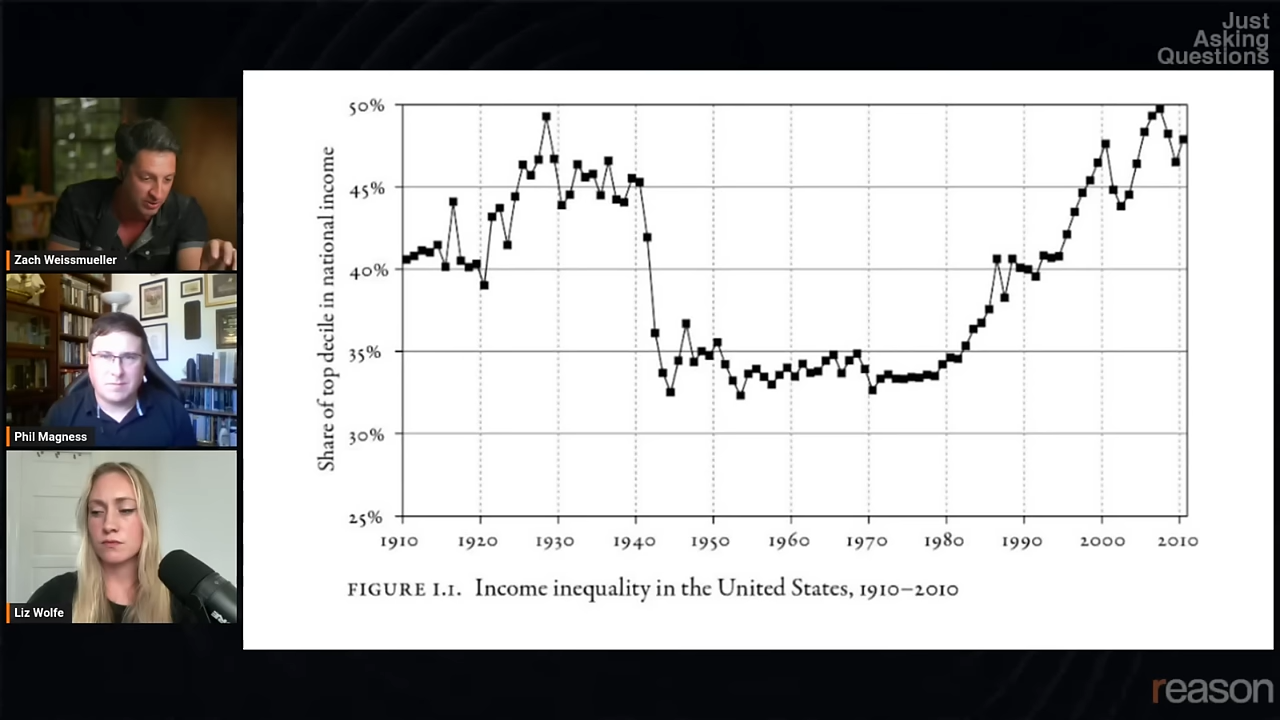 Just
Asking
Questions
Zach Weissmueller
Phil Magness
Liz Wolfe
Share of top decile in national income
50%
45%
40%
35%
30%
25%
1910 1920 1930 1940 1950 1960 1970 1980 1990 2000 2010
FIGURE I.1. Income inequality in the United States, 1910–2010
reason